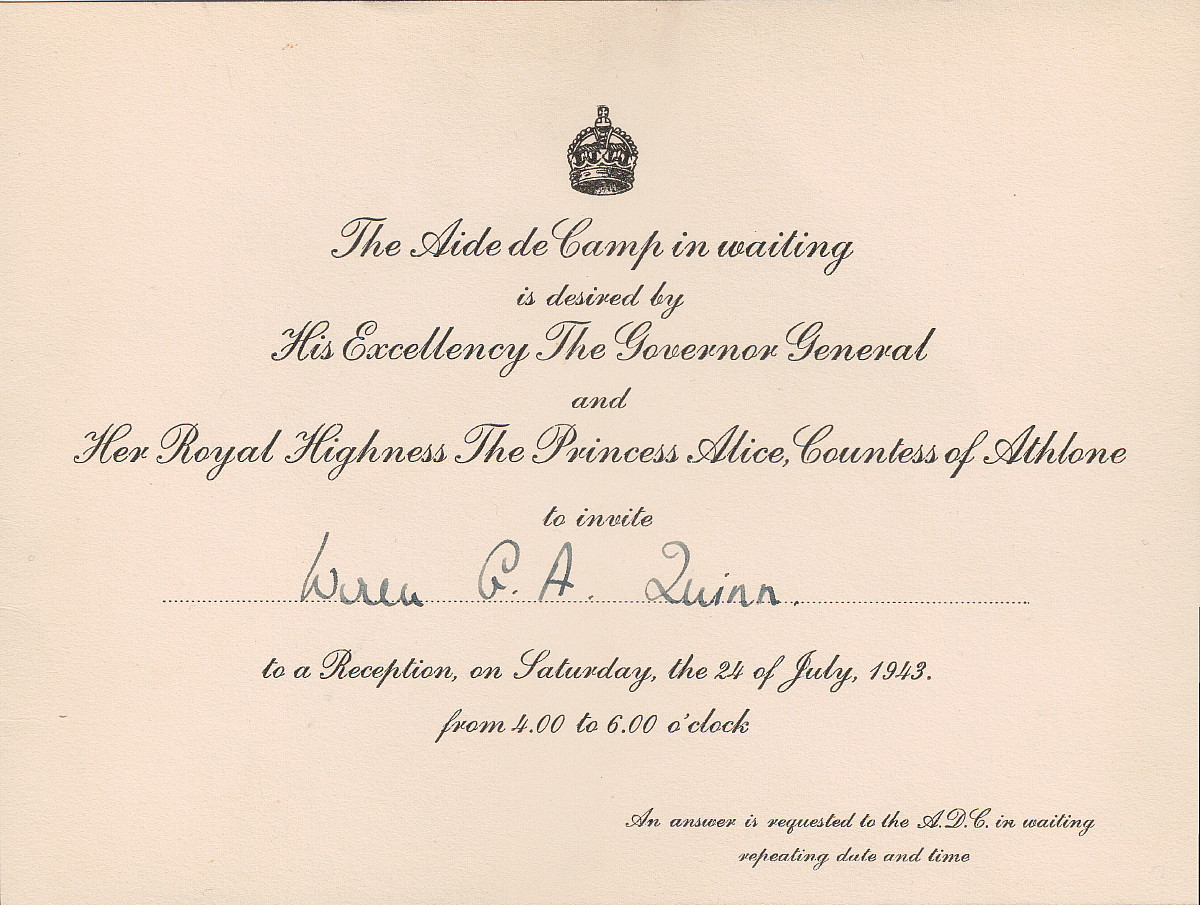 The Aide de Camp in waiting
is desired by
His Excellency The Governor General
and
Her Royal Highness The Princess Alice, Countess of Athlone
to invite
Wren G. A. Quinn.
to a Reception, on Saturday, the 24 of July, 1943.
from 4.00 to 6.00 o'clock
An answer is requested to the A.D.C. in waiting
repeating date and time